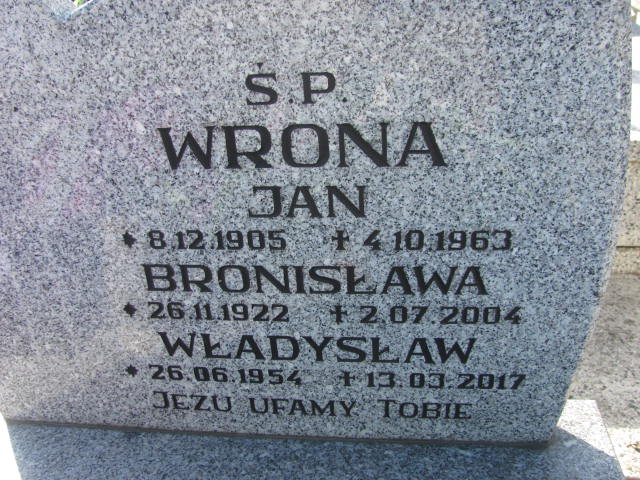 Ś.P.
WRONA
JAN
* 8.12.1905 ✝ 4.10.1963
BRONISŁAWA
* 26.11.1922 ✝ 2.07.2004
WŁADYSŁAW
* 26.06.1954 ✝ 13.03.2017
JEZU UFAMY TOBIE